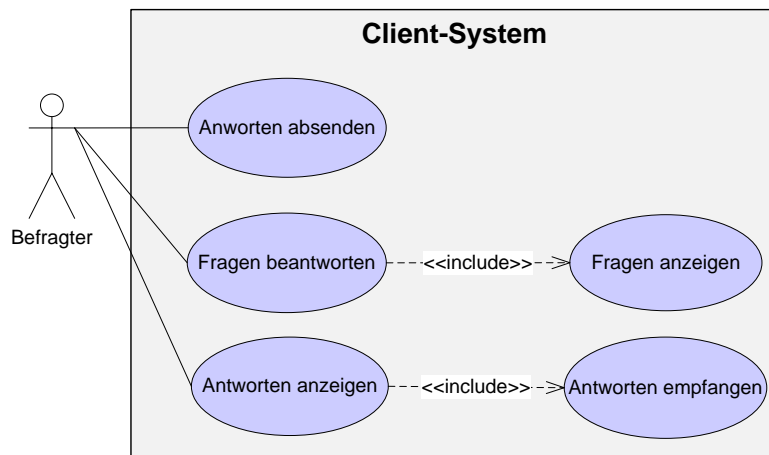 Client-System
Anworten absenden
Befragter
Fragen beantworten
<<include>>
Fragen anzeigen
Antworten anzeigen
<<include>>
Antworten empfangen